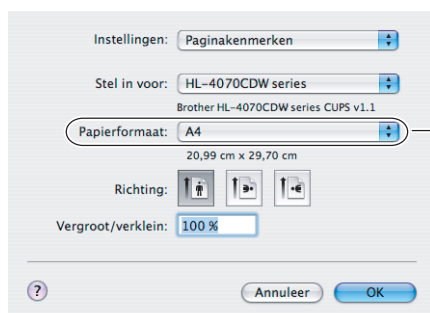 Instellingen: Paginakenmerken
Stel in voor: HL-4070CDW series
Brother HL-4070CDW series CUPS v1.1
Papierformaat: A4
20,99 cm x 29,70 cm
Richting:
Vergroot/verklein: 100 %
? Annuleer OK